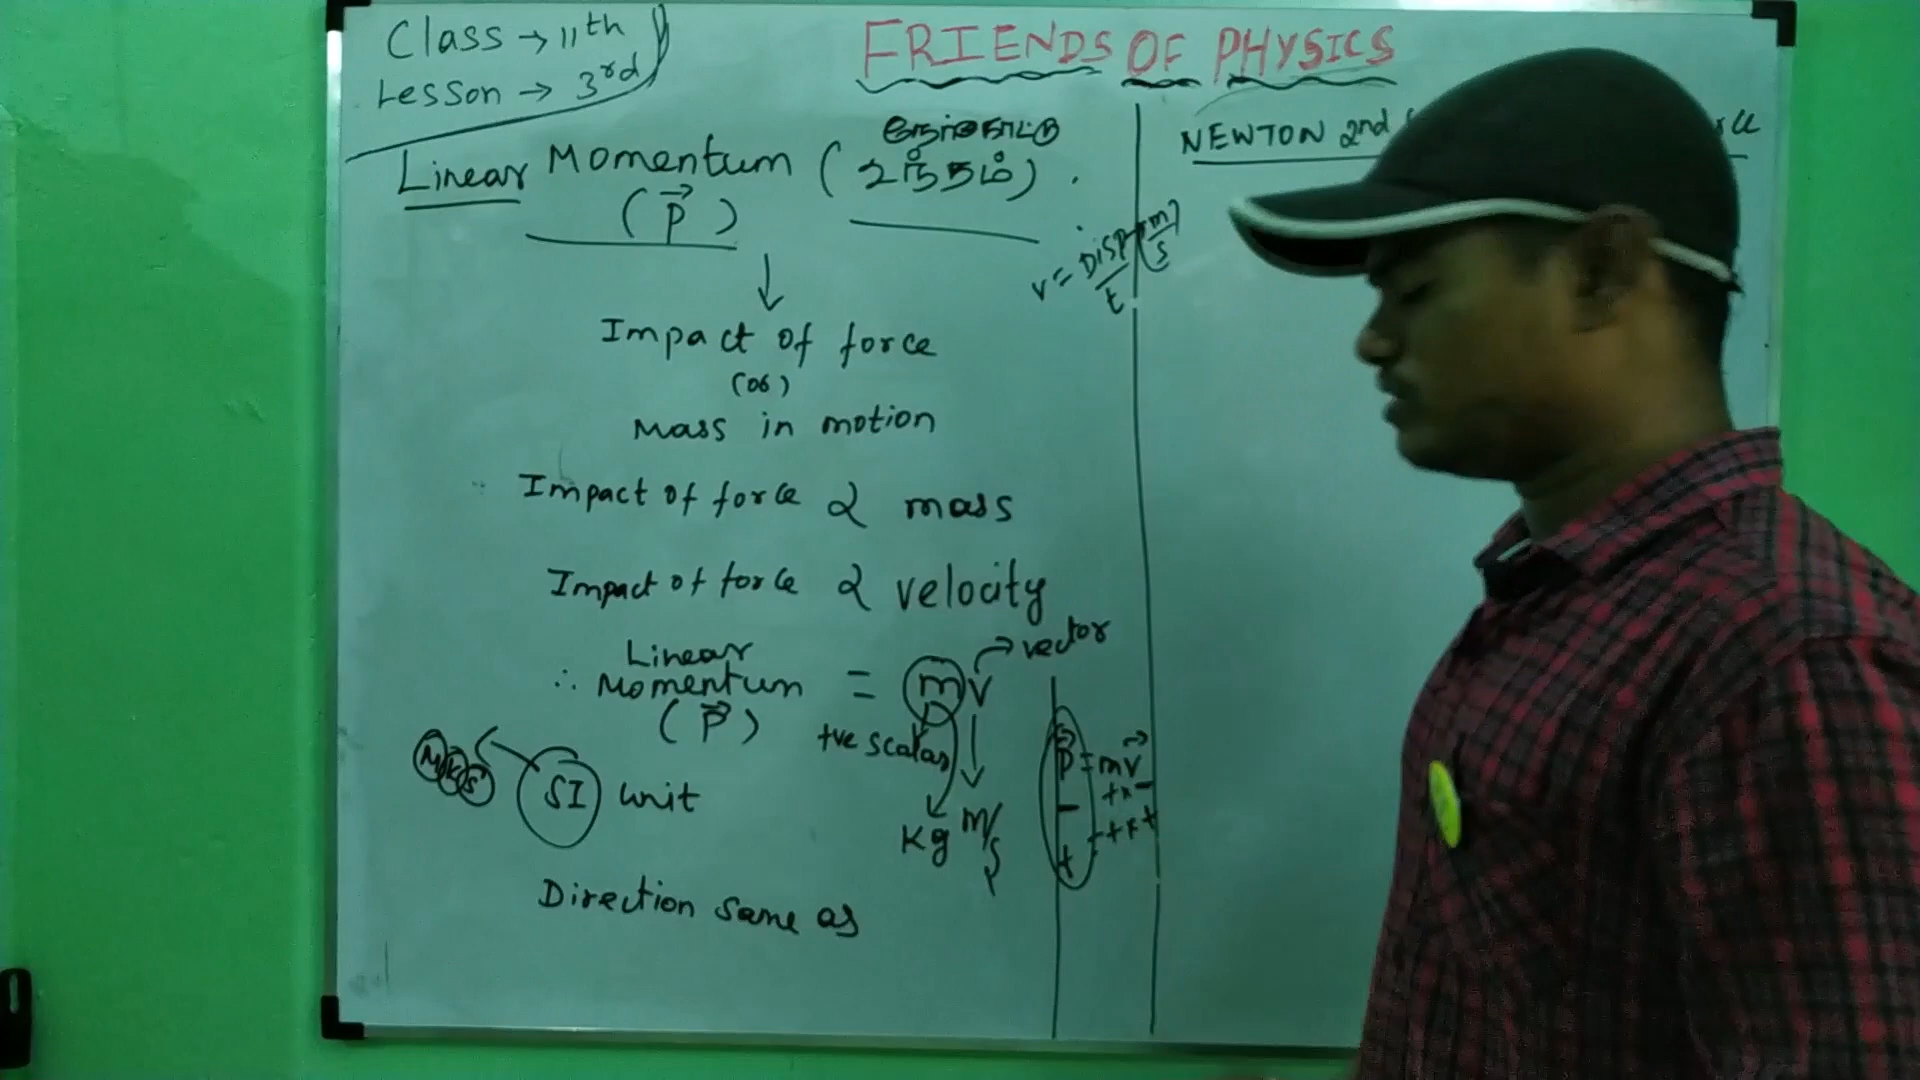 Class → 11th
Lesson → 3rd
FRIENDS OF PHYSICS
நேர்கோட்டு
Linear Momentum (உந்தம்).
(p⃗)
↓
Impact of force
(or)
Mass in motion
Impact of force α mass
Impact of force α velocity
Linear
∴ Momentum = mv → vector
(p⃗)
+ve scalar
MKS SI unit
Kg m/s
Direction same as
v = Disp/t (m/s)
p⃗ = mv⃗
- +x-
+ +x+
NEWTON 2nd